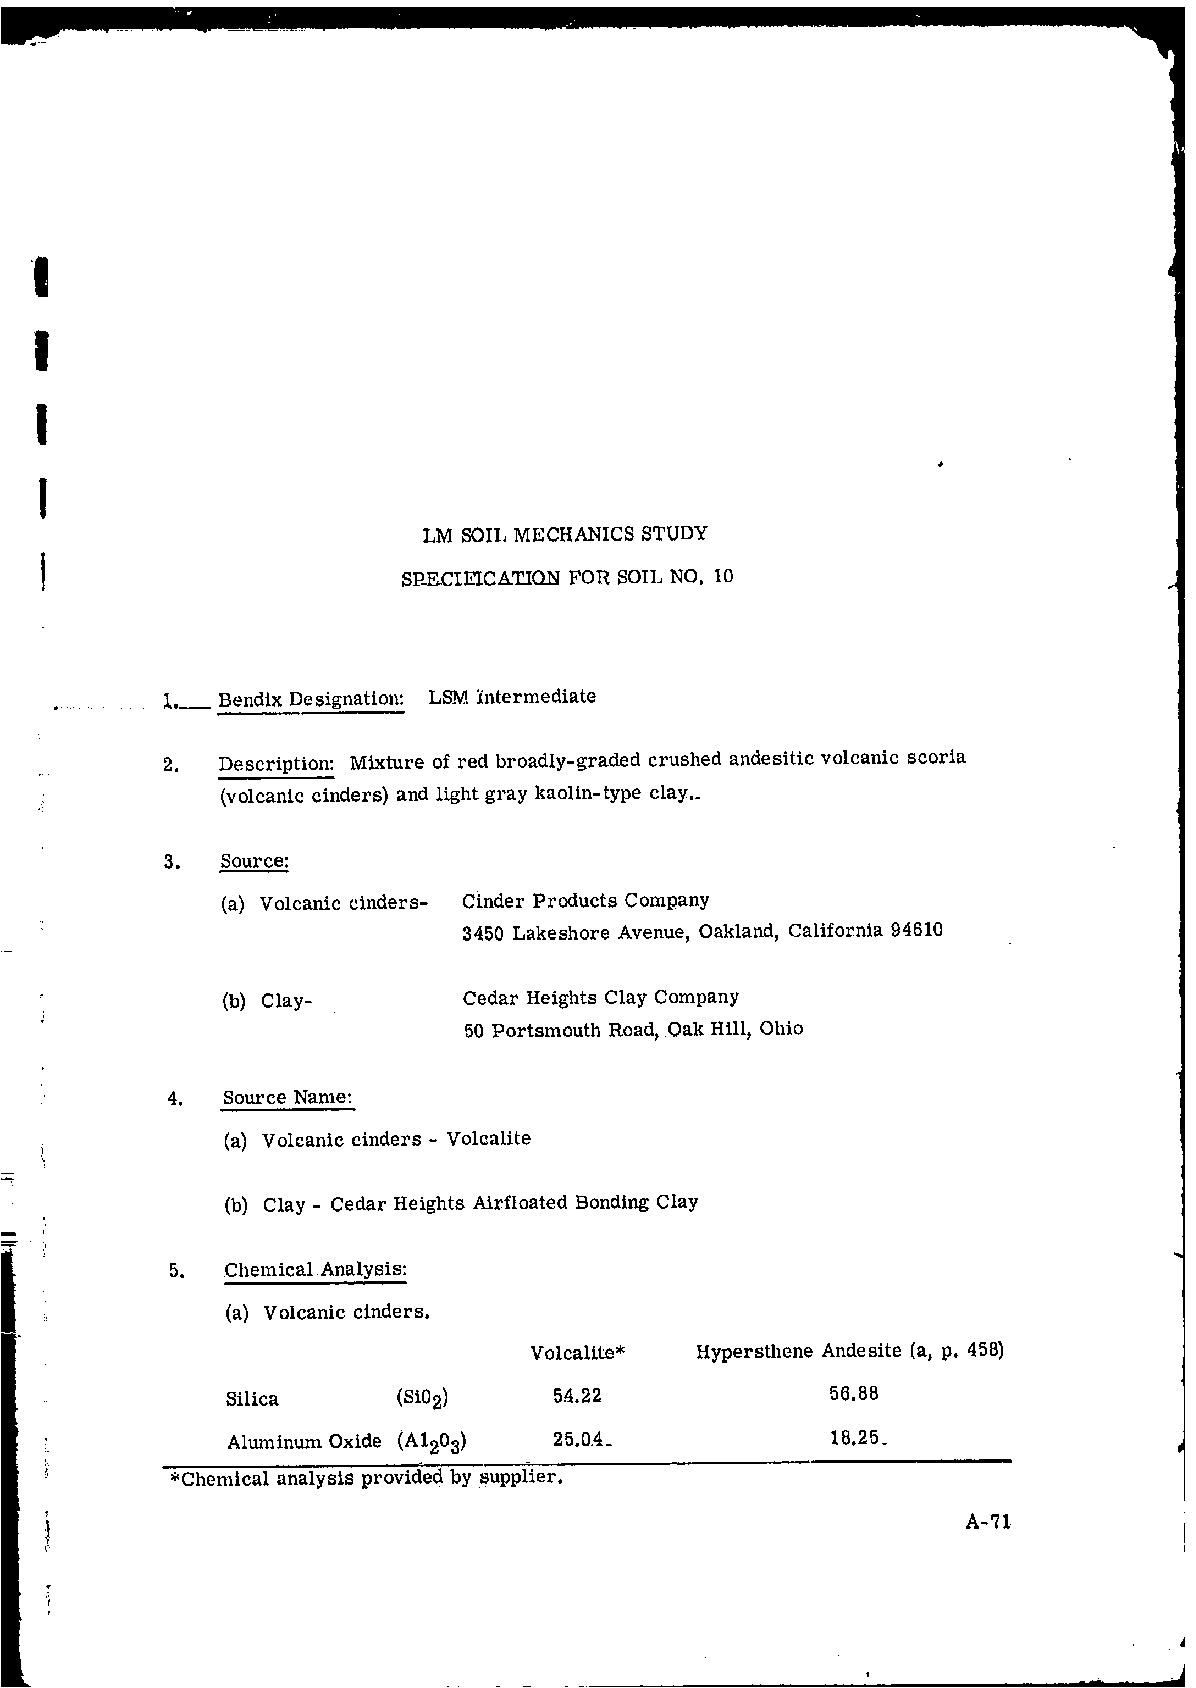 LM SOIL MECHANICS STUDY
SPECIFICATION FOR SOIL NO. 10
1. Bendix Designation: LSM Intermediate
2. Description: Mixture of red broadly-graded crushed andesitic volcanic scoria
(volcanic cinders) and light gray kaolin-type clay.
3. Source:
(a) Volcanic cinders- Cinder Products Company
3450 Lakeshore Avenue, Oakland, California 94610
(b) Clay- Cedar Heights Clay Company
50 Portsmouth Road, Oak Hill, Ohio
4. Source Name:
(a) Volcanic cinders - Volcalite
(b) Clay - Cedar Heights Airfloated Bonding Clay
5. Chemical Analysis:
(a) Volcanic cinders.
Volcalite* Hypersthene Andesite (a, p. 458)
Silica (SiO2) 54.22 56.88
Aluminum Oxide (Al2O3) 25.04 18.25
*Chemical analysis provided by supplier.
A-71